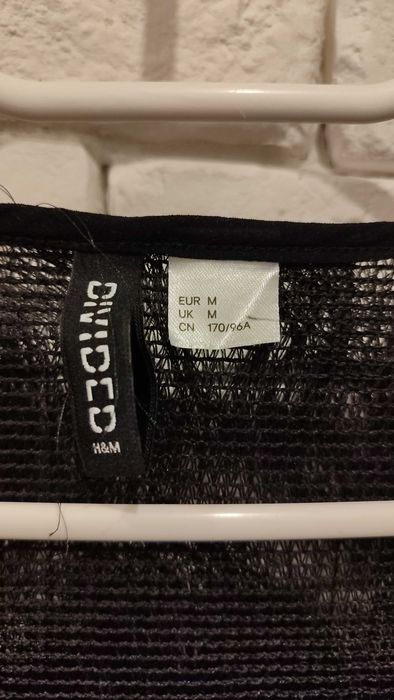 DIVIDED
H&M
EUR M
UK M
CN 170/96A